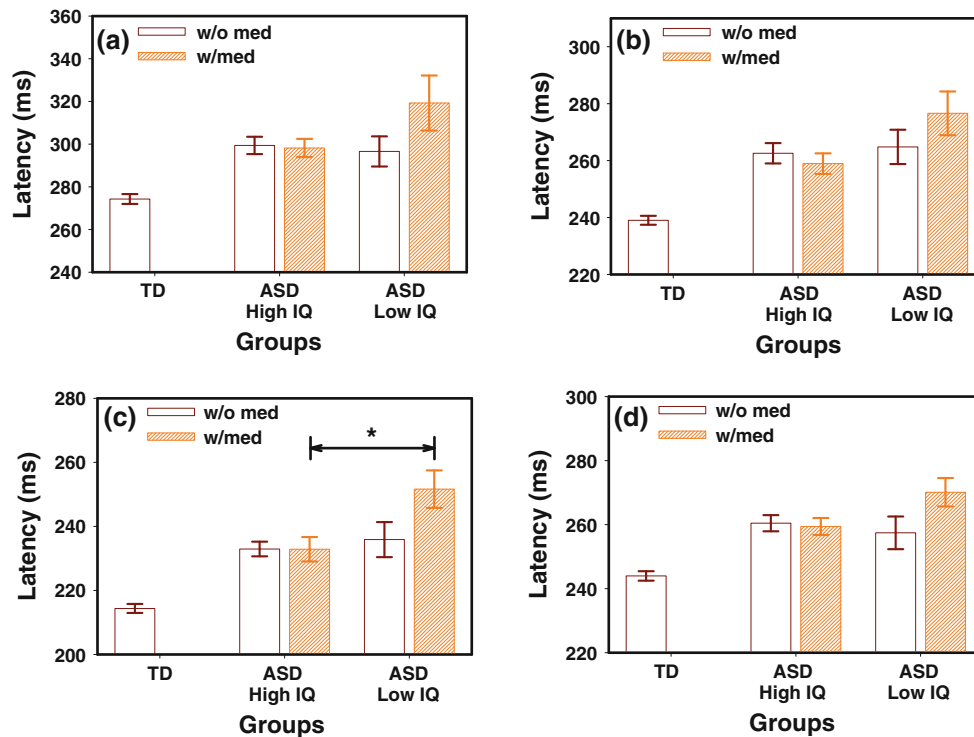 (a)
w/o med
w/med
Latency (ms)
360
340
320
300
280
260
240
TD
ASD
High IQ
ASD
Low IQ
Groups
(b)
w/o med
w/med
Latency (ms)
300
280
260
240
220
TD
ASD
High IQ
ASD
Low IQ
Groups
(c)
w/o med
w/med
*
Latency (ms)
280
260
240
220
200
TD
ASD
High IQ
ASD
Low IQ
Groups
(d)
w/o med
w/med
Latency (ms)
300
280
260
240
220
TD
ASD
High IQ
ASD
Low IQ
Groups